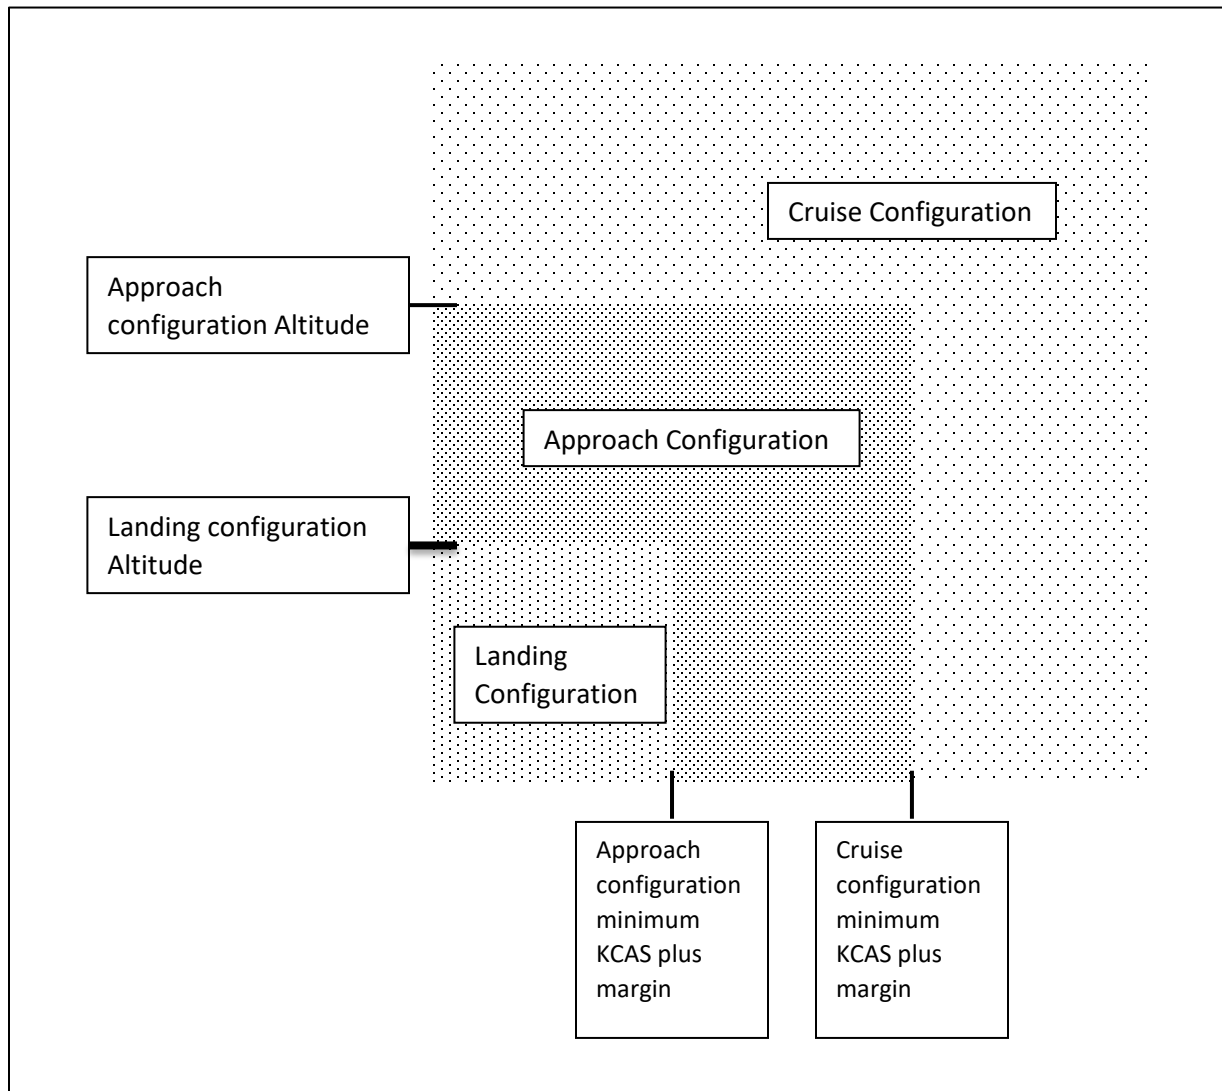 Cruise Configuration
Approach
configuration Altitude
Approach Configuration
Landing configuration
Altitude
Landing
Configuration
Approach
configuration
minimum
KCAS plus
margin
Cruise
configuration
minimum
KCAS plus
margin